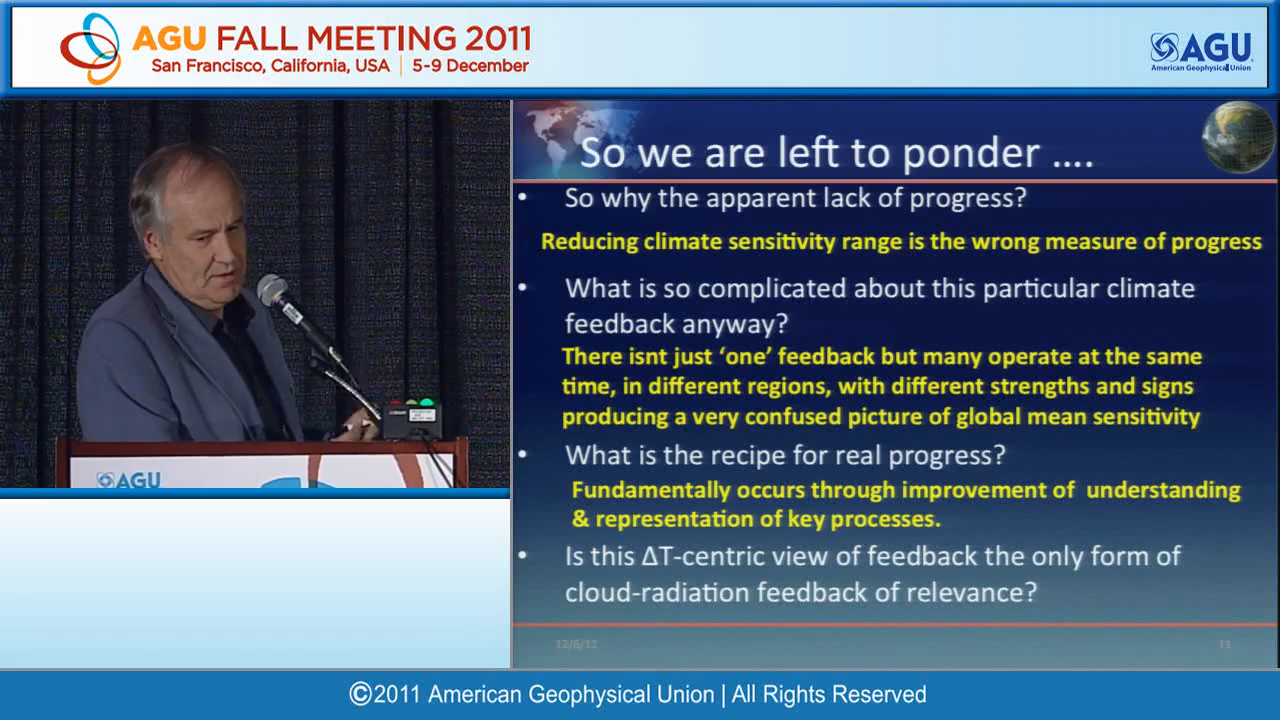 AGU FALL MEETING 2011
San Francisco, California, USA | 5-9 December
AGU
American Geophysical Union
So we are left to ponder ....
• So why the apparent lack of progress?
Reducing climate sensitivity range is the wrong measure of progress
• What is so complicated about this particular climate
feedback anyway?
There isnt just ‘one’ feedback but many operate at the same
time, in different regions, with different strengths and signs
producing a very confused picture of global mean sensitivity
• What is the recipe for real progress?
Fundamentally occurs through improvement of understanding
& representation of key processes.
• Is this ΔT-centric view of feedback the only form of
cloud-radiation feedback of relevance?
12/6/11
11
AGU
©2011 American Geophysical Union | All Rights Reserved